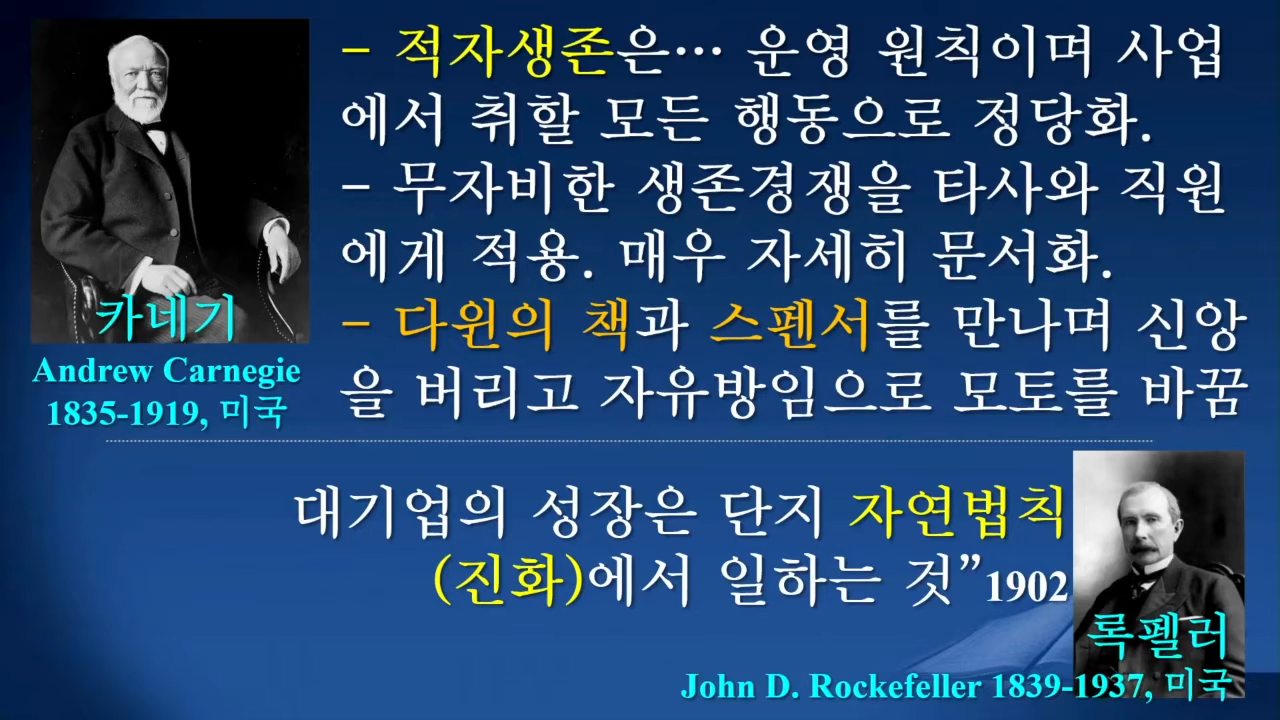 - 적자생존은… 운영 원칙이며 사업
에서 취할 모든 행동으로 정당화.
- 무자비한 생존경쟁을 타사와 직원
에게 적용. 매우 자세히 문서화.
- 다윈의 책과 스펜서를 만나며 신앙
을 버리고 자유방임으로 모토를 바꿈
카네기
Andrew Carnegie
1835-1919, 미국
대기업의 성장은 단지 자연법칙
(진화)에서 일하는 것”1902
록펠러
John D. Rockefeller 1839-1937, 미국